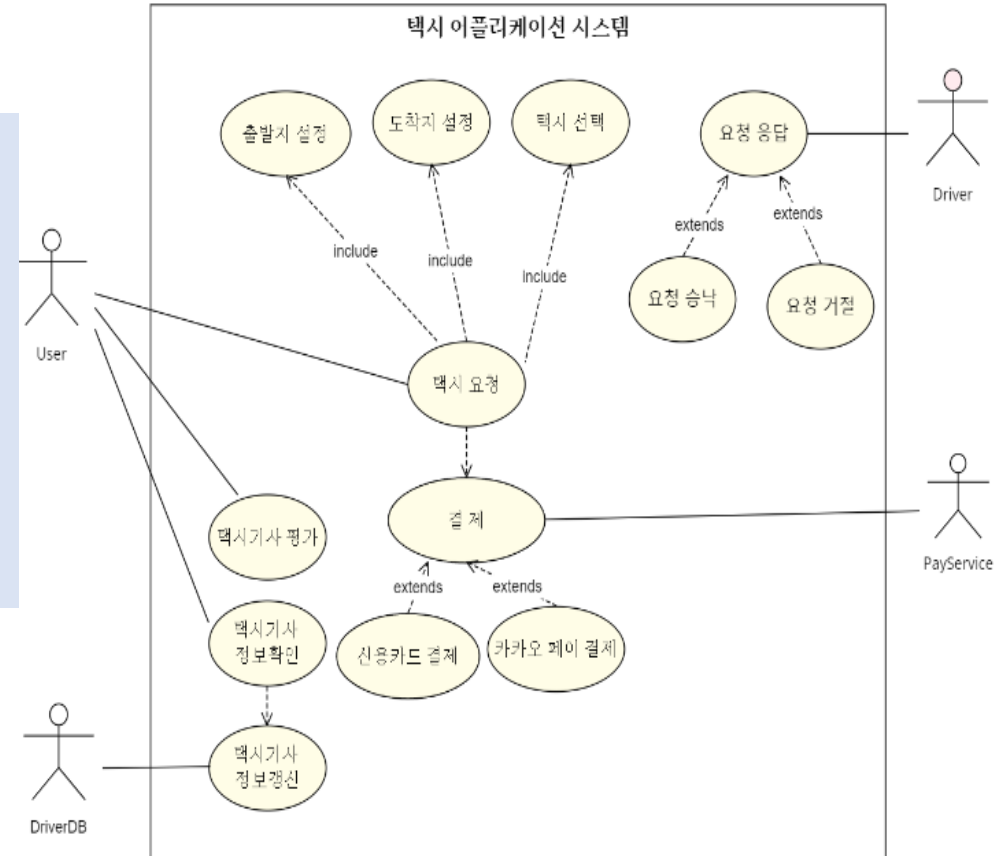 택시 어플리케이션 시스템
출발지 설정
도착지 설정
택시 선택
요청 응답
Driver
include
include
include
extends
extends
요청 승낙
요청 거절
User
택시 요청
결 제
PayService
택시기사 평가
extends
extends
택시기사
정보확인
신용카드 결제
카카오 페이 결제
택시기사
정보갱신
DriverDB